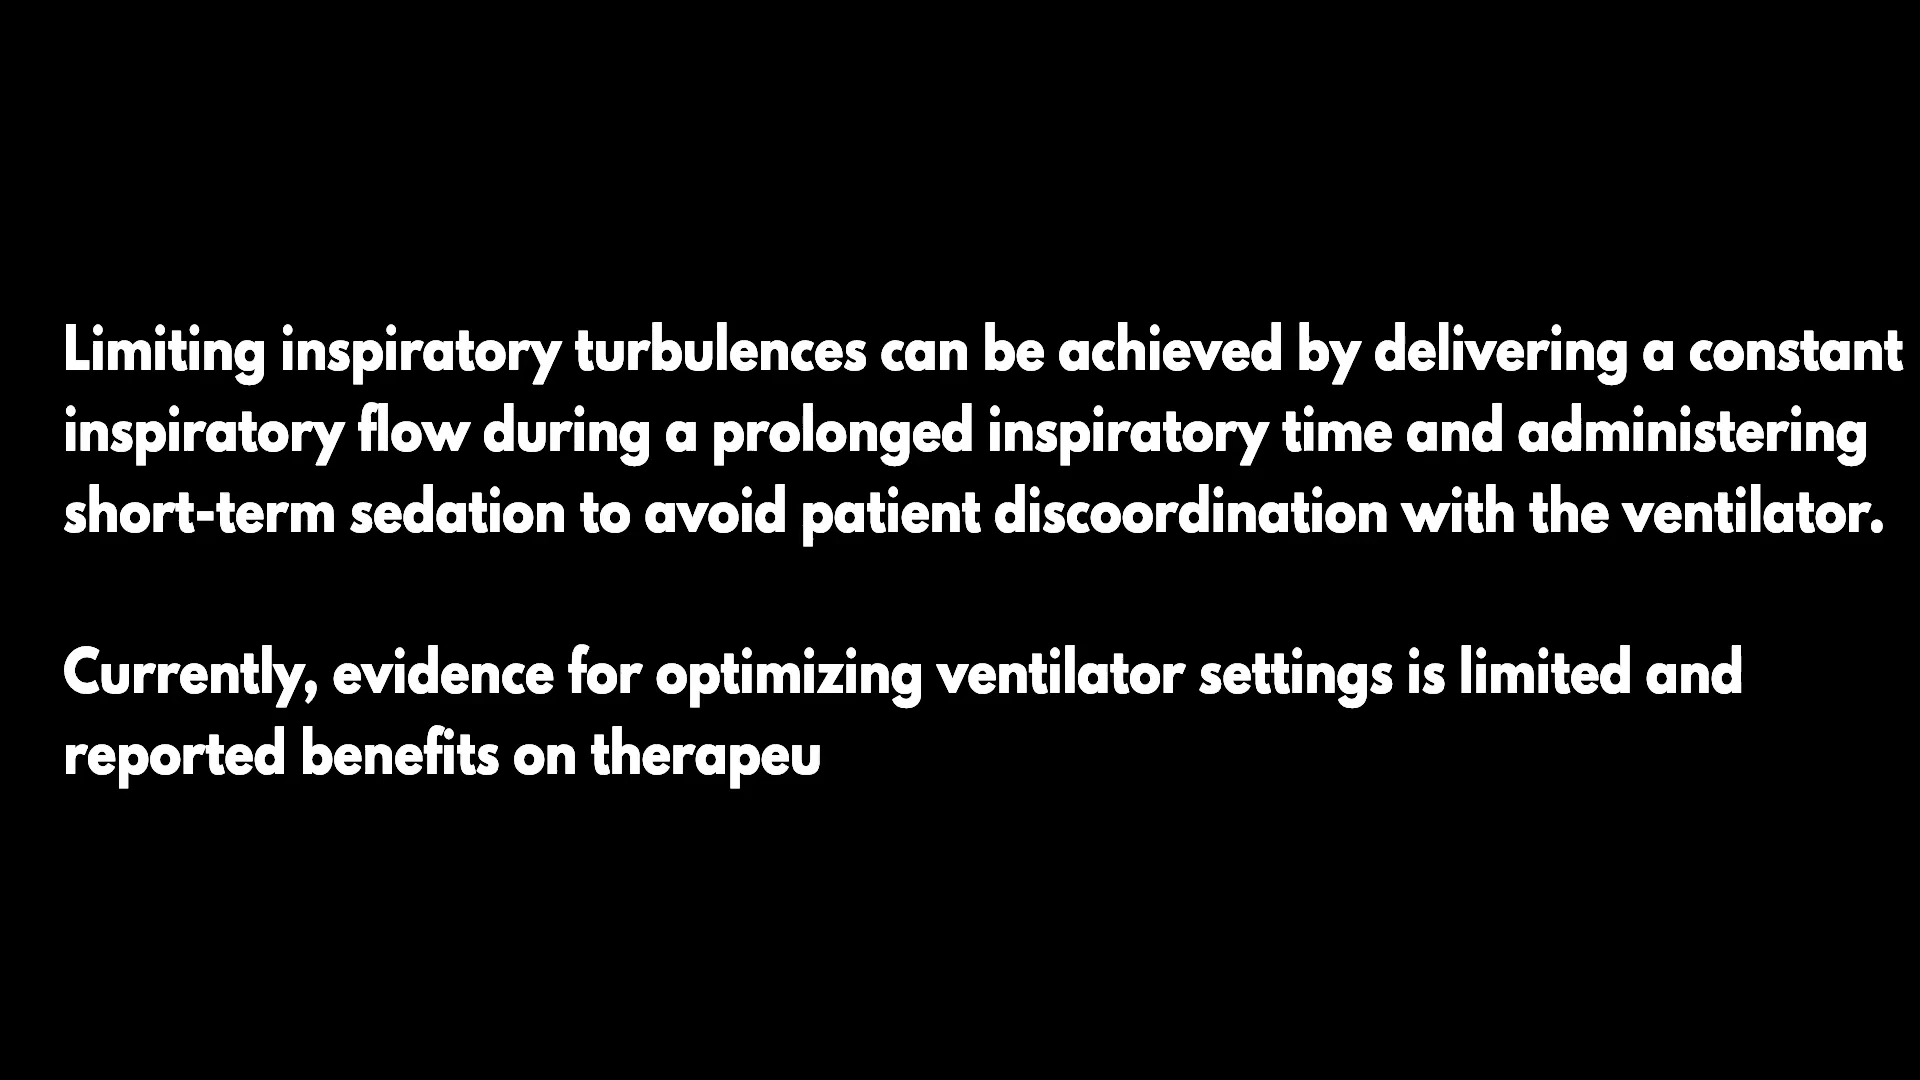 Limiting inspiratory turbulences can be achieved by delivering a constant
inspiratory flow during a prolonged inspiratory time and administering
short-term sedation to avoid patient discoordination with the ventilator.
Currently, evidence for optimizing ventilator settings is limited and
reported benefits on therapeu